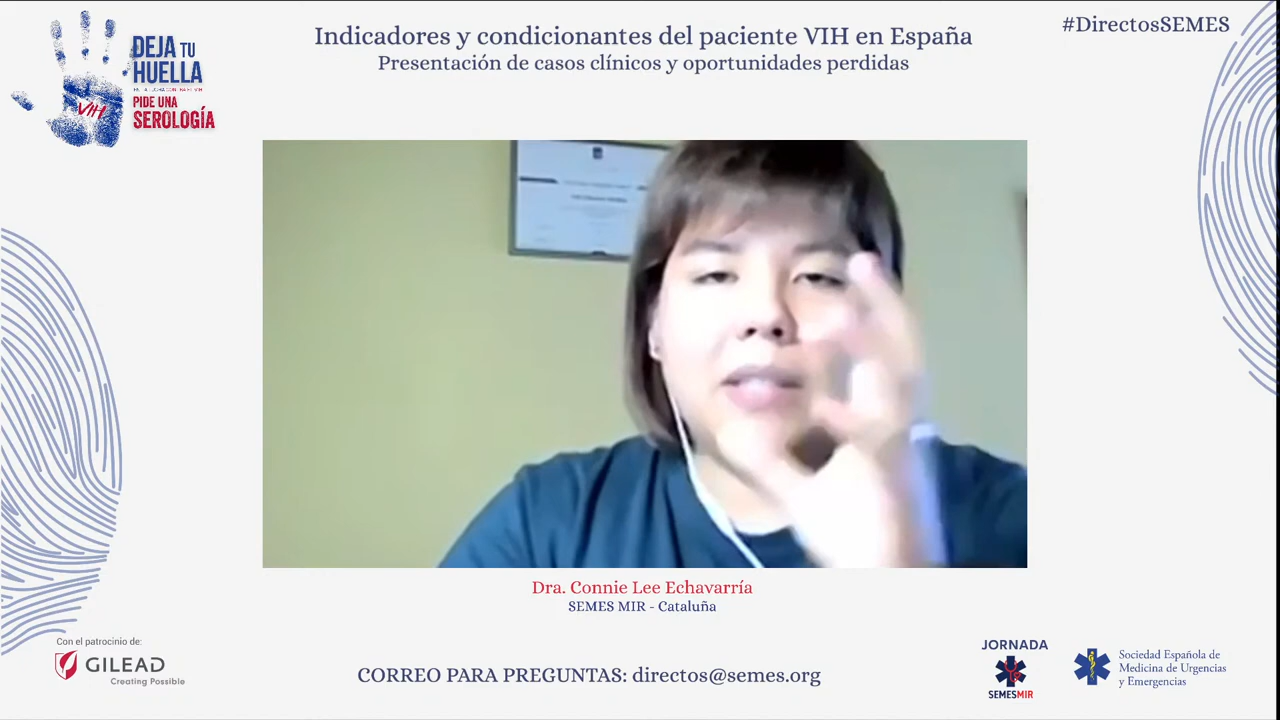 DEJA TU
HUELLA
PIDE UNA
SEROLOGÍA
VIH
Indicadores y condicionantes del paciente VIH en España
Presentación de casos clínicos y oportunidades perdidas
#DirectosSEMES
Dra. Connie Lee Echavarría
SEMES MIR - Cataluña
Con el patrocinio de:
GILEAD
Creating Possible
CORREO PARA PREGUNTAS: directos@semes.org
JORNADA
SEMESMIR
Sociedad Española de
Medicina de Urgencias
y Emergencias